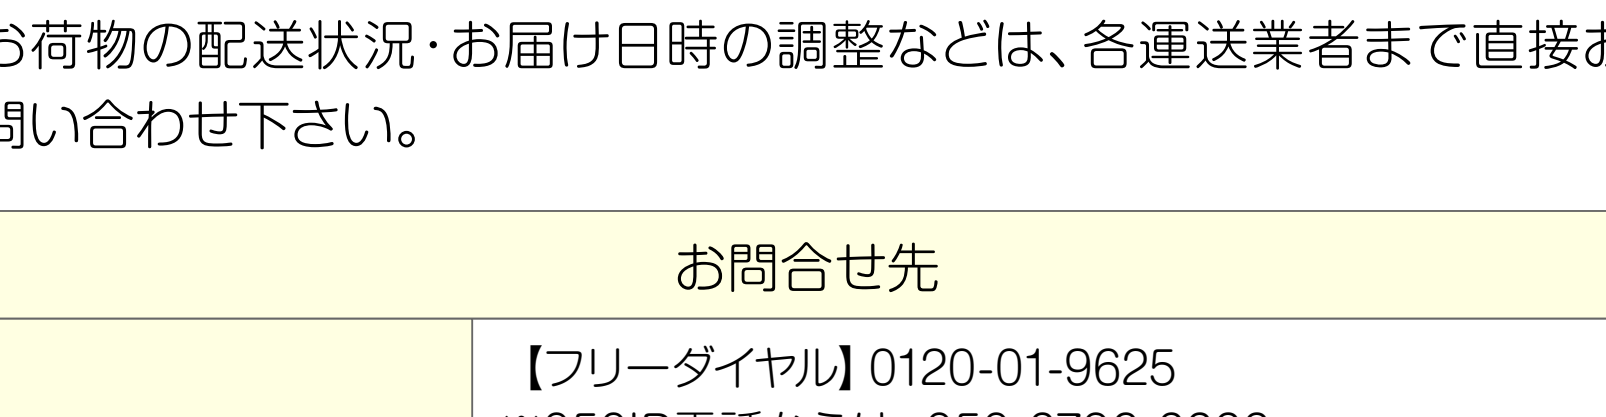 お荷物の配送状況・お届け日時の調整などは、各運送業者まで直接お
問い合わせ下さい。
お問合せ先
【フリーダイヤル】0120-01-9625